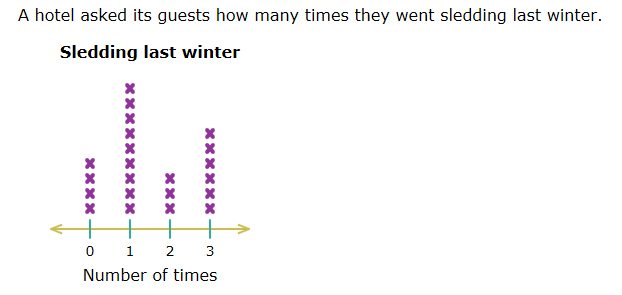 A hotel asked its guests how many times they went sledding last winter.
Sledding last winter
0 1 2 3
Number of times